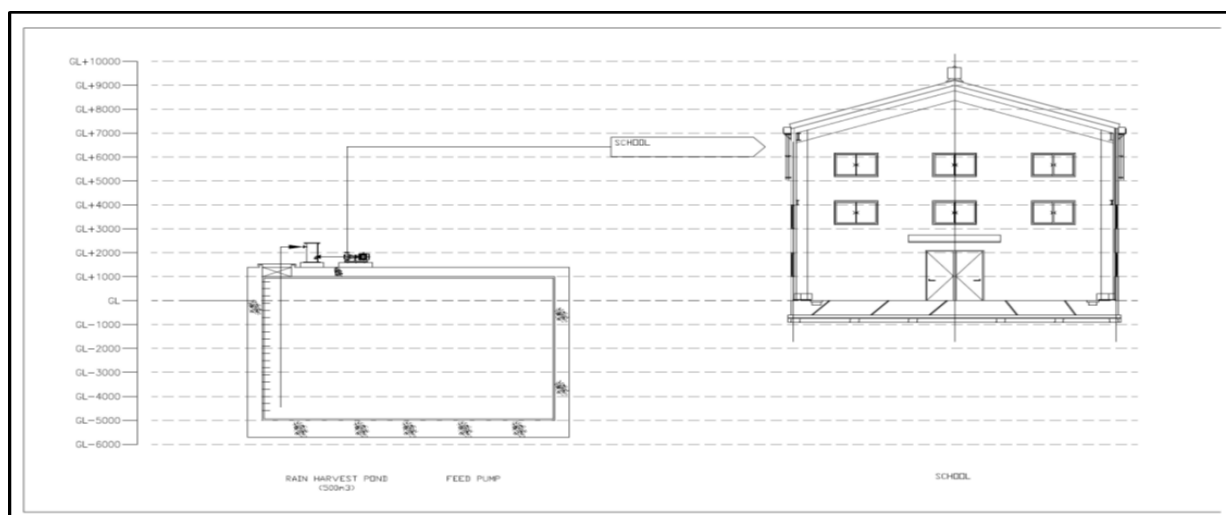 GL+10000
GL+9000
GL+8000
GL+7000
GL+6000
GL+5000
GL+4000
GL+3000
GL+2000
GL+1000
GL
GL-1000
GL-2000
GL-3000
GL-4000
GL-5000
GL-6000
SCHOOL
RAIN HARVEST POND
(500m3)
FEED PUMP
SCHOOL